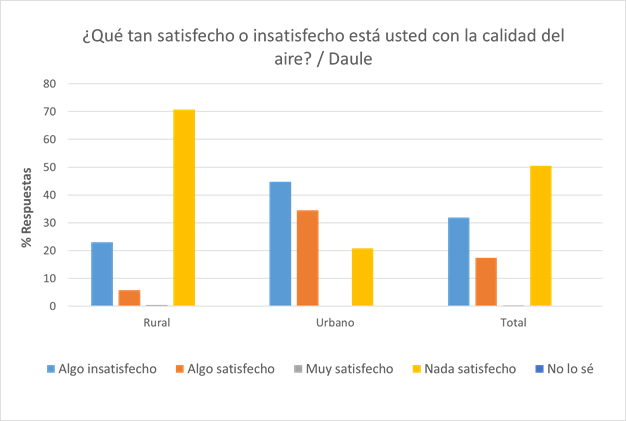 ¿Qué tan satisfecho o insatisfecho está usted con la calidad del
aire? / Daule
80
70
60
50
40
30
20
10
0
% Respuestas
Rural
Urbano
Total
Algo insatisfecho
Algo satisfecho
Muy satisfecho
Nada satisfecho
No lo sé